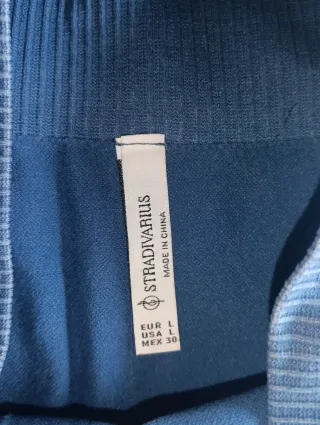 STRADIVARIUS
MADE IN CHINA
EUR L
USA L
MEX 30